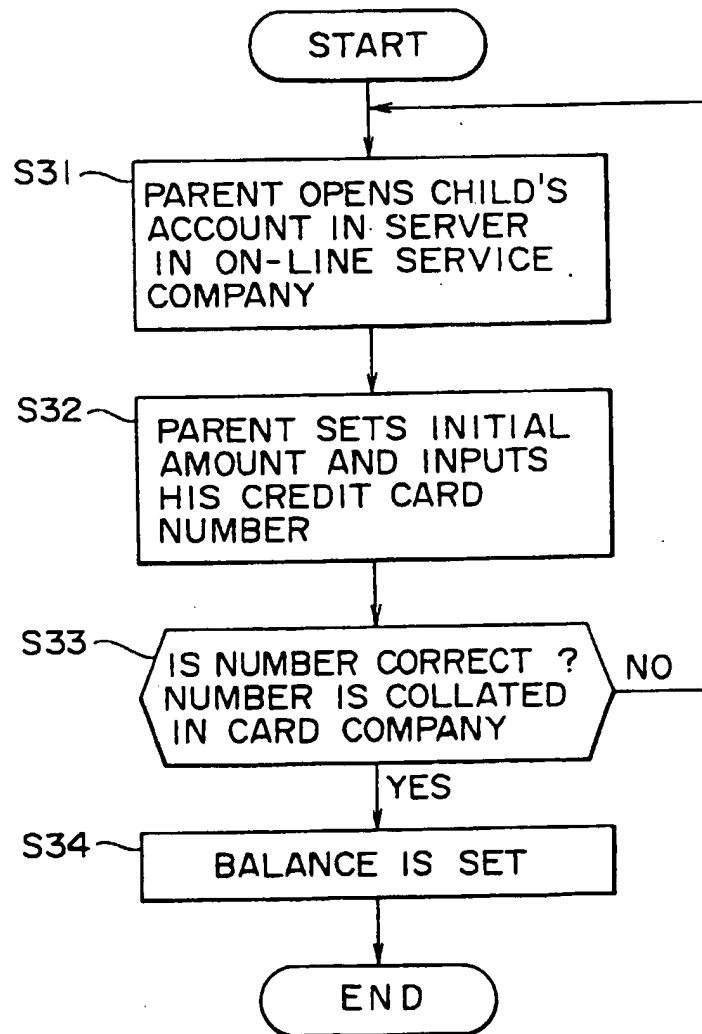 START
S31
PARENT OPENS CHILD'S
ACCOUNT IN SERVER
IN ON-LINE SERVICE
COMPANY
S32
PARENT SETS INITIAL
AMOUNT AND INPUTS
HIS CREDIT CARD
NUMBER
S33
IS NUMBER CORRECT ?
NUMBER IS COLLATED
IN CARD COMPANY
NO
YES
S34
BALANCE IS SET
END